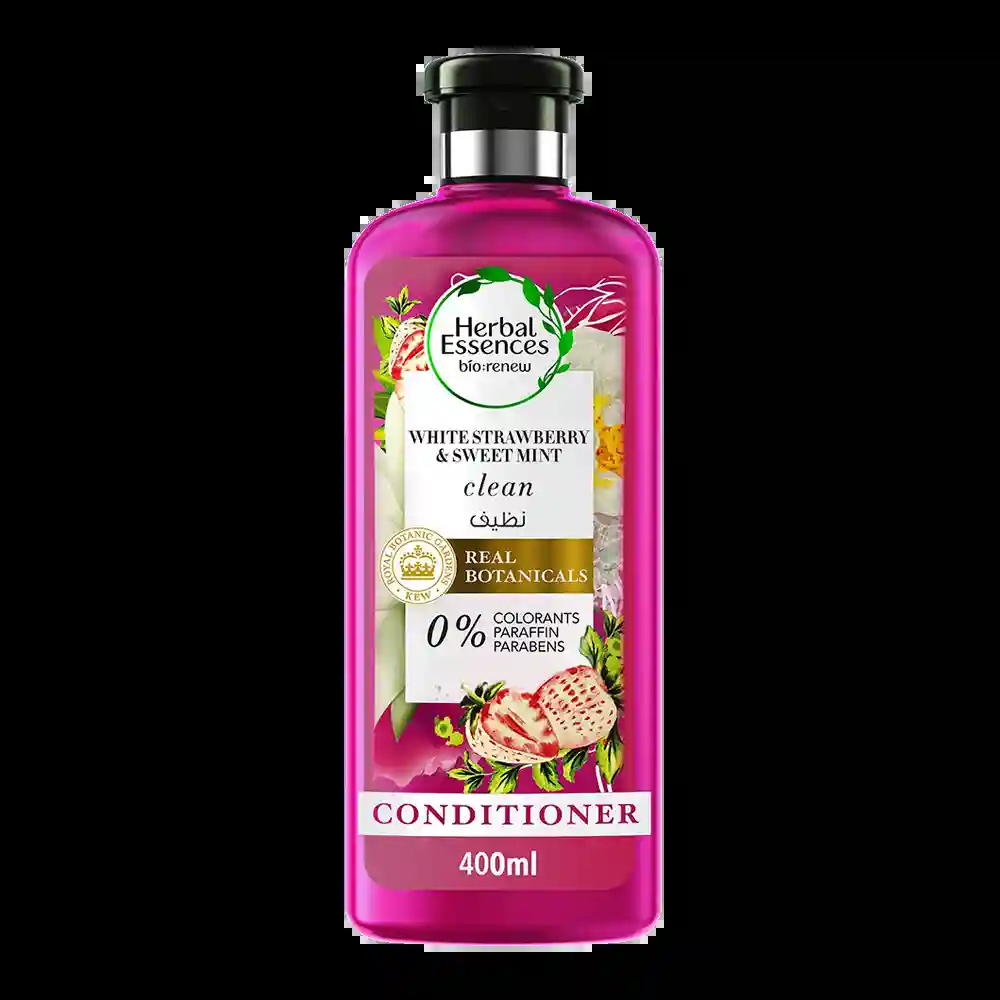 Herbal
Essences
bio:renew
WHITE STRAWBERRY
& SWEET MINT
clean
نظيف
ROYAL BOTANIC GARDENS
KEW
REAL
BOTANICALS
0% COLORANTS
PARAFFIN
PARABENS
CONDITIONER
400ml